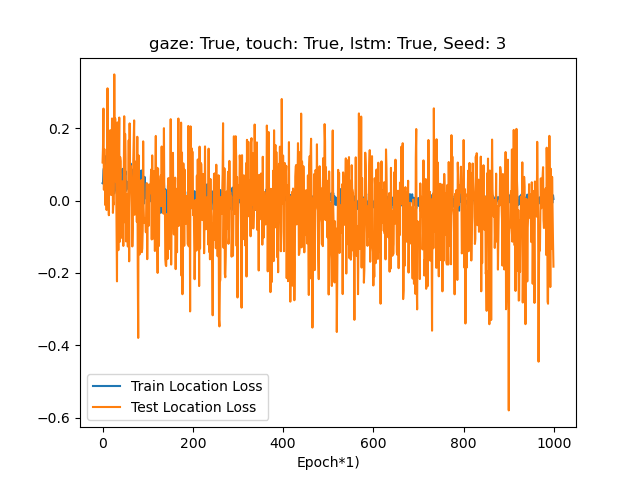 gaze: True, touch: True, lstm: True, Seed: 3
0.2
0.0
−0.2
−0.4
−0.6
Train Location Loss
Test Location Loss
0 200 400 600 800 1000
Epoch*1)